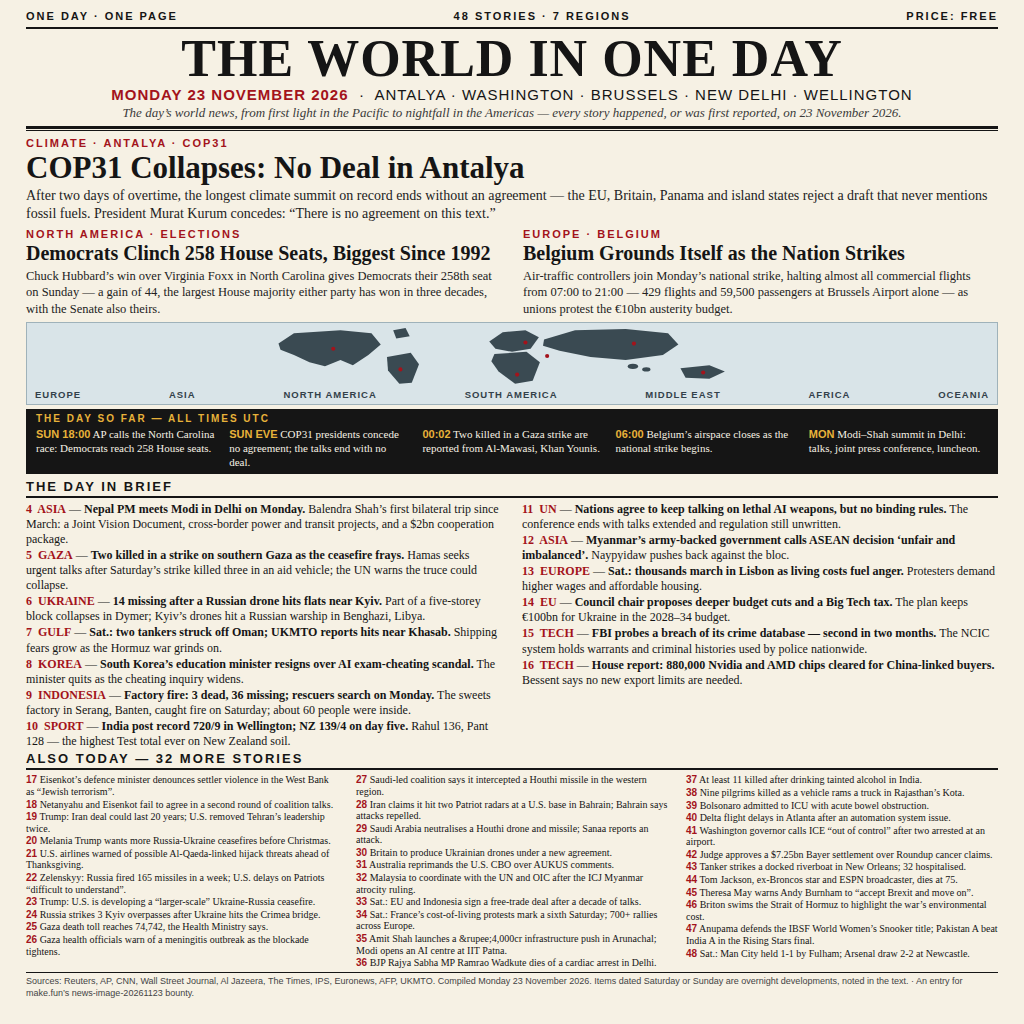 ONE DAY · ONE PAGE
48 STORIES · 7 REGIONS
PRICE: FREE
THE WORLD IN ONE DAY
MONDAY 23 NOVEMBER 2026 · ANTALYA · WASHINGTON · BRUSSELS · NEW DELHI · WELLINGTON
The day’s world news, from first light in the Pacific to nightfall in the Americas — every story happened, or was first reported, on 23 November 2026.
CLIMATE · ANTALYA · COP31
COP31 Collapses: No Deal in Antalya
After two days of overtime, the longest climate summit on record ends without an agreement — the EU, Britain, Panama and island states reject a draft that never mentions
fossil fuels. President Murat Kurum concedes: “There is no agreement on this text.”
NORTH AMERICA · ELECTIONS
Democrats Clinch 258 House Seats, Biggest Since 1992
Chuck Hubbard’s win over Virginia Foxx in North Carolina gives Democrats their 258th seat
on Sunday — a gain of 44, the largest House majority either party has won in three decades,
with the Senate also theirs.
EUROPE · BELGIUM
Belgium Grounds Itself as the Nation Strikes
Air-traffic controllers join Monday’s national strike, halting almost all commercial flights
from 07:00 to 21:00 — 429 flights and 59,500 passengers at Brussels Airport alone — as
unions protest the €10bn austerity budget.
EUROPE ASIA NORTH AMERICA SOUTH AMERICA MIDDLE EAST AFRICA OCEANIA
THE DAY SO FAR — ALL TIMES UTC
SUN 18:00 AP calls the North Carolina
race: Democrats reach 258 House seats.
SUN EVE COP31 presidents concede
no agreement; the talks end with no
deal.
00:02 Two killed in a Gaza strike are
reported from Al-Mawasi, Khan Younis.
06:00 Belgium’s airspace closes as the
national strike begins.
MON Modi–Shah summit in Delhi:
talks, joint press conference, luncheon.
THE DAY IN BRIEF
4 ASIA — Nepal PM meets Modi in Delhi on Monday. Balendra Shah’s first bilateral trip since
March: a Joint Vision Document, cross-border power and transit projects, and a $2bn cooperation
package.
5 GAZA — Two killed in a strike on southern Gaza as the ceasefire frays. Hamas seeks
urgent talks after Saturday’s strike killed three in an aid vehicle; the UN warns the truce could
collapse.
6 UKRAINE — 14 missing after a Russian drone hits flats near Kyiv. Part of a five-storey
block collapses in Dymer; Kyiv’s drones hit a Russian warship in Benghazi, Libya.
7 GULF — Sat.: two tankers struck off Oman; UKMTO reports hits near Khasab. Shipping
fears grow as the Hormuz war grinds on.
8 KOREA — South Korea’s education minister resigns over AI exam-cheating scandal. The
minister quits as the cheating inquiry widens.
9 INDONESIA — Factory fire: 3 dead, 36 missing; rescuers search on Monday. The sweets
factory in Serang, Banten, caught fire on Saturday; about 60 people were inside.
10 SPORT — India post record 720/9 in Wellington; NZ 139/4 on day five. Rahul 136, Pant
128 — the highest Test total ever on New Zealand soil.
11 UN — Nations agree to keep talking on lethal AI weapons, but no binding rules. The
conference ends with talks extended and regulation still unwritten.
12 ASIA — Myanmar’s army-backed government calls ASEAN decision ‘unfair and
imbalanced’. Naypyidaw pushes back against the bloc.
13 EUROPE — Sat.: thousands march in Lisbon as living costs fuel anger. Protesters demand
higher wages and affordable housing.
14 EU — Council chair proposes deeper budget cuts and a Big Tech tax. The plan keeps
€100bn for Ukraine in the 2028–34 budget.
15 TECH — FBI probes a breach of its crime database — second in two months. The NCIC
system holds warrants and criminal histories used by police nationwide.
16 TECH — House report: 880,000 Nvidia and AMD chips cleared for China-linked buyers.
Bessent says no new export limits are needed.
ALSO TODAY — 32 MORE STORIES
17 Eisenkot’s defence minister denounces settler violence in the West Bank
as “Jewish terrorism”.
18 Netanyahu and Eisenkot fail to agree in a second round of coalition talks.
19 Trump: Iran deal could last 20 years; U.S. removed Tehran’s leadership
twice.
20 Melania Trump wants more Russia-Ukraine ceasefires before Christmas.
21 U.S. airlines warned of possible Al-Qaeda-linked hijack threats ahead of
Thanksgiving.
22 Zelenskyy: Russia fired 165 missiles in a week; U.S. delays on Patriots
“difficult to understand”.
23 Trump: U.S. is developing a “larger-scale” Ukraine-Russia ceasefire.
24 Russia strikes 3 Kyiv overpasses after Ukraine hits the Crimea bridge.
25 Gaza death toll reaches 74,742, the Health Ministry says.
26 Gaza health officials warn of a meningitis outbreak as the blockade
tightens.
27 Saudi-led coalition says it intercepted a Houthi missile in the western
region.
28 Iran claims it hit two Patriot radars at a U.S. base in Bahrain; Bahrain says
attacks repelled.
29 Saudi Arabia neutralises a Houthi drone and missile; Sanaa reports an
attack.
30 Britain to produce Ukrainian drones under a new agreement.
31 Australia reprimands the U.S. CBO over AUKUS comments.
32 Malaysia to coordinate with the UN and OIC after the ICJ Myanmar
atrocity ruling.
33 Sat.: EU and Indonesia sign a free-trade deal after a decade of talks.
34 Sat.: France’s cost-of-living protests mark a sixth Saturday; 700+ rallies
across Europe.
35 Amit Shah launches a &rupee;4,000cr infrastructure push in Arunachal;
Modi opens an AI centre at IIT Patna.
36 BJP Rajya Sabha MP Ramrao Wadkute dies of a cardiac arrest in Delhi.
37 At least 11 killed after drinking tainted alcohol in India.
38 Nine pilgrims killed as a vehicle rams a truck in Rajasthan’s Kota.
39 Bolsonaro admitted to ICU with acute bowel obstruction.
40 Delta flight delays in Atlanta after an automation system issue.
41 Washington governor calls ICE “out of control” after two arrested at an
airport.
42 Judge approves a $7.25bn Bayer settlement over Roundup cancer claims.
43 Tanker strikes a docked riverboat in New Orleans; 32 hospitalised.
44 Tom Jackson, ex-Broncos star and ESPN broadcaster, dies at 75.
45 Theresa May warns Andy Burnham to “accept Brexit and move on”.
46 Briton swims the Strait of Hormuz to highlight the war’s environmental
cost.
47 Anupama defends the IBSF World Women’s Snooker title; Pakistan A beat
India A in the Rising Stars final.
48 Sat.: Man City held 1-1 by Fulham; Arsenal draw 2-2 at Newcastle.
Sources: Reuters, AP, CNN, Wall Street Journal, Al Jazeera, The Times, IPS, Euronews, AFP, UKMTO. Compiled Monday 23 November 2026. Items dated Saturday or Sunday are overnight developments, noted in the text. · An entry for
make.fun’s news-image-20261123 bounty.